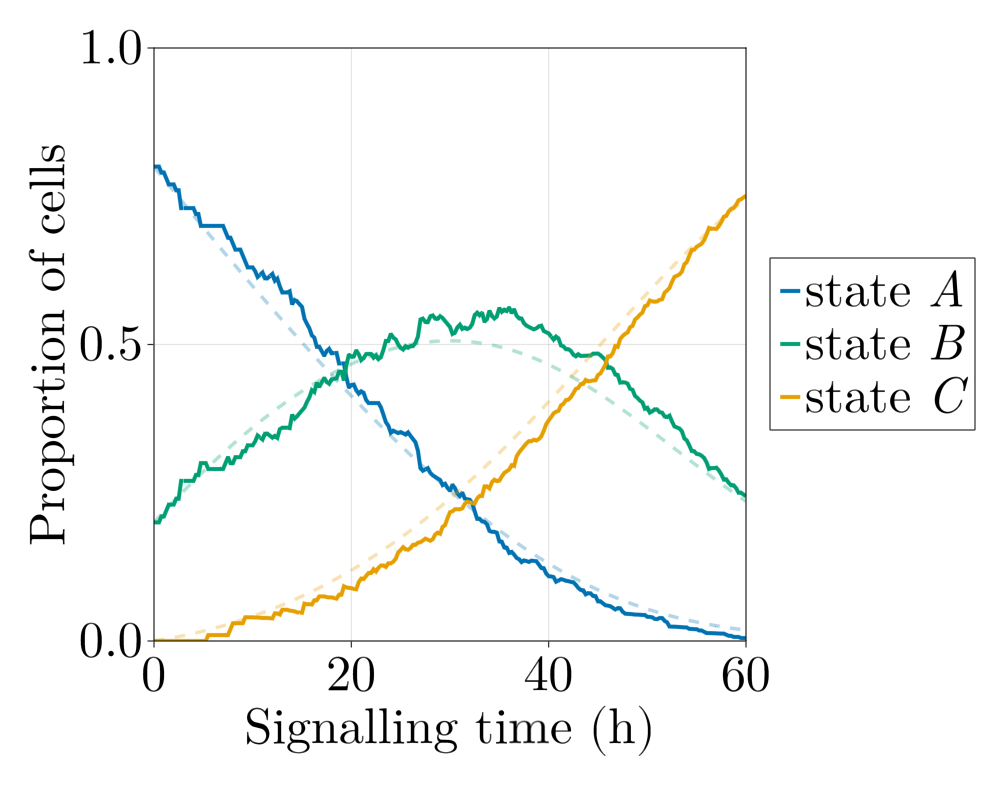 1.0
0.5
0.0
Proportion of cells
0 20 40 60
Signalling time (h)
state A
state B
state C